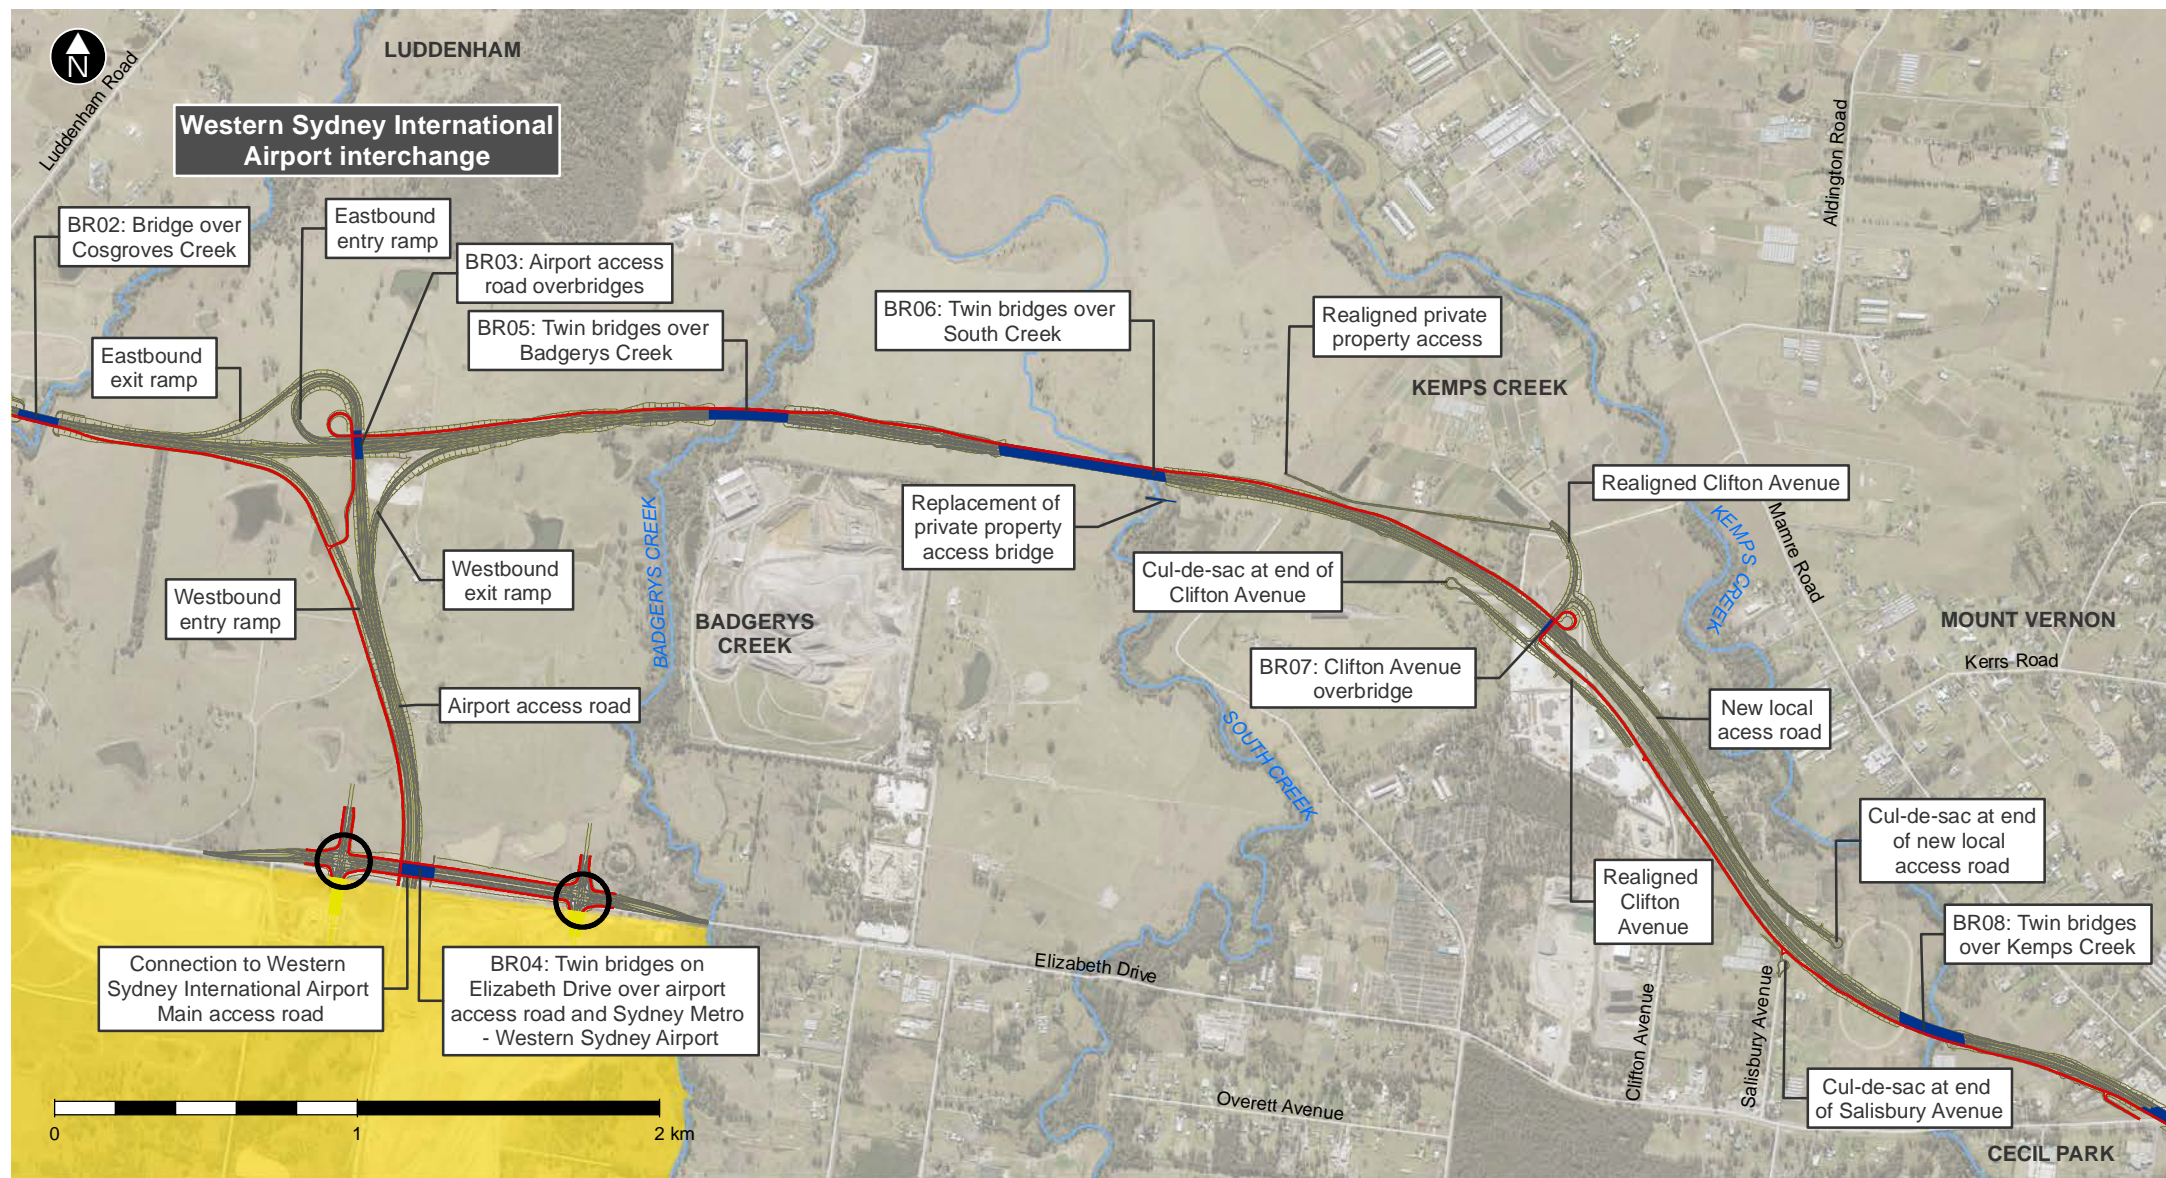 N
LUDDENHAM
Luddenham Road
Western Sydney International
Airport interchange
BR02: Bridge over
Cosgroves Creek
Eastbound
entry ramp
BR03: Airport access
road overbridges
BR05: Twin bridges over
Badgerys Creek
Eastbound
exit ramp
BR06: Twin bridges over
South Creek
Realigned private
property access
Aldington Road
KEMPS CREEK
Realigned Clifton Avenue
Replacement of
private property
access bridge
KEMPS CREEK
Mamre Road
BADGERYS CREEK
Westbound
exit ramp
Westbound
entry ramp
Cul-de-sac at end of
Clifton Avenue
BADGERYS
CREEK
MOUNT VERNON
Kerrs Road
BR07: Clifton Avenue
overbridge
Airport access road
SOUTH CREEK
New local
acess road
Cul-de-sac at end
of new local
access road
Realigned
Clifton
Avenue
BR08: Twin bridges
over Kemps Creek
Connection to Western
Sydney International Airport
Main access road
BR04: Twin bridges on
Elizabeth Drive over airport
access road and Sydney Metro
- Western Sydney Airport
Elizabeth Drive
Clifton Avenue
Salisbury Avenue
Overett Avenue
Cul-de-sac at end
of Salisbury Avenue
CECIL PARK
0 1 2 km